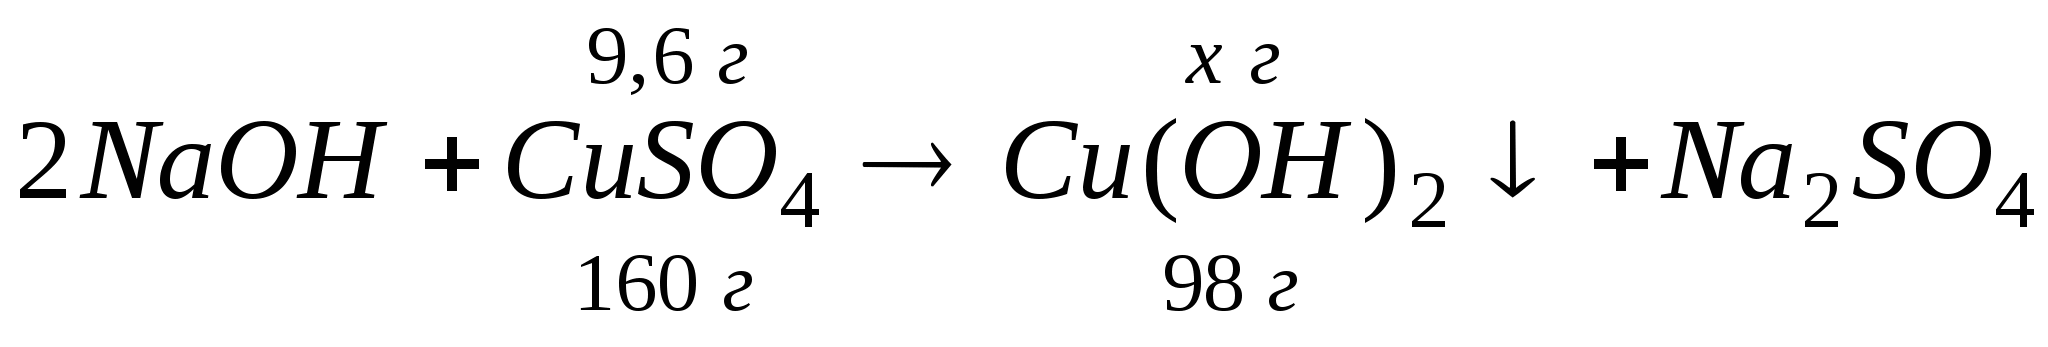 9,6 г x г
2NaOH + CuSO₄ → Cu(OH)₂ ↓ +Na₂SO₄
160 г 98 г